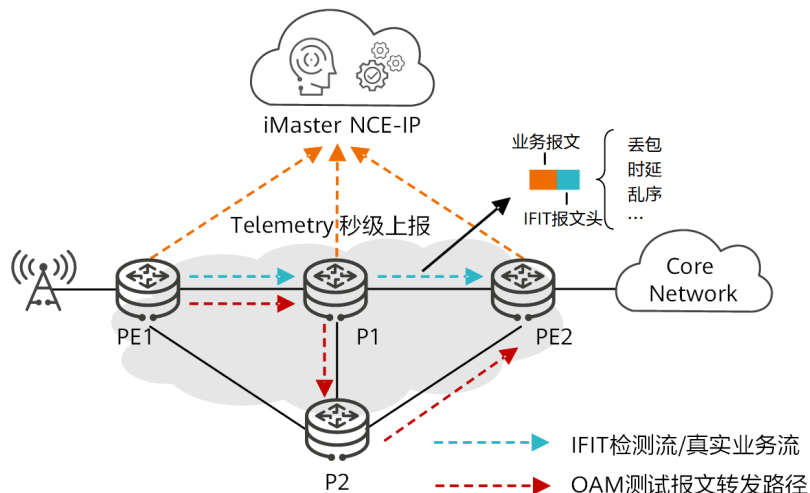 iMaster NCE-IP
业务报文
IFIT报文头
丢包
时延
乱序
…
Telemetry 秒级上报
PE1
P1
PE2
Core
Network
P2
IFIT检测流/真实业务流
OAM测试报文转发路径